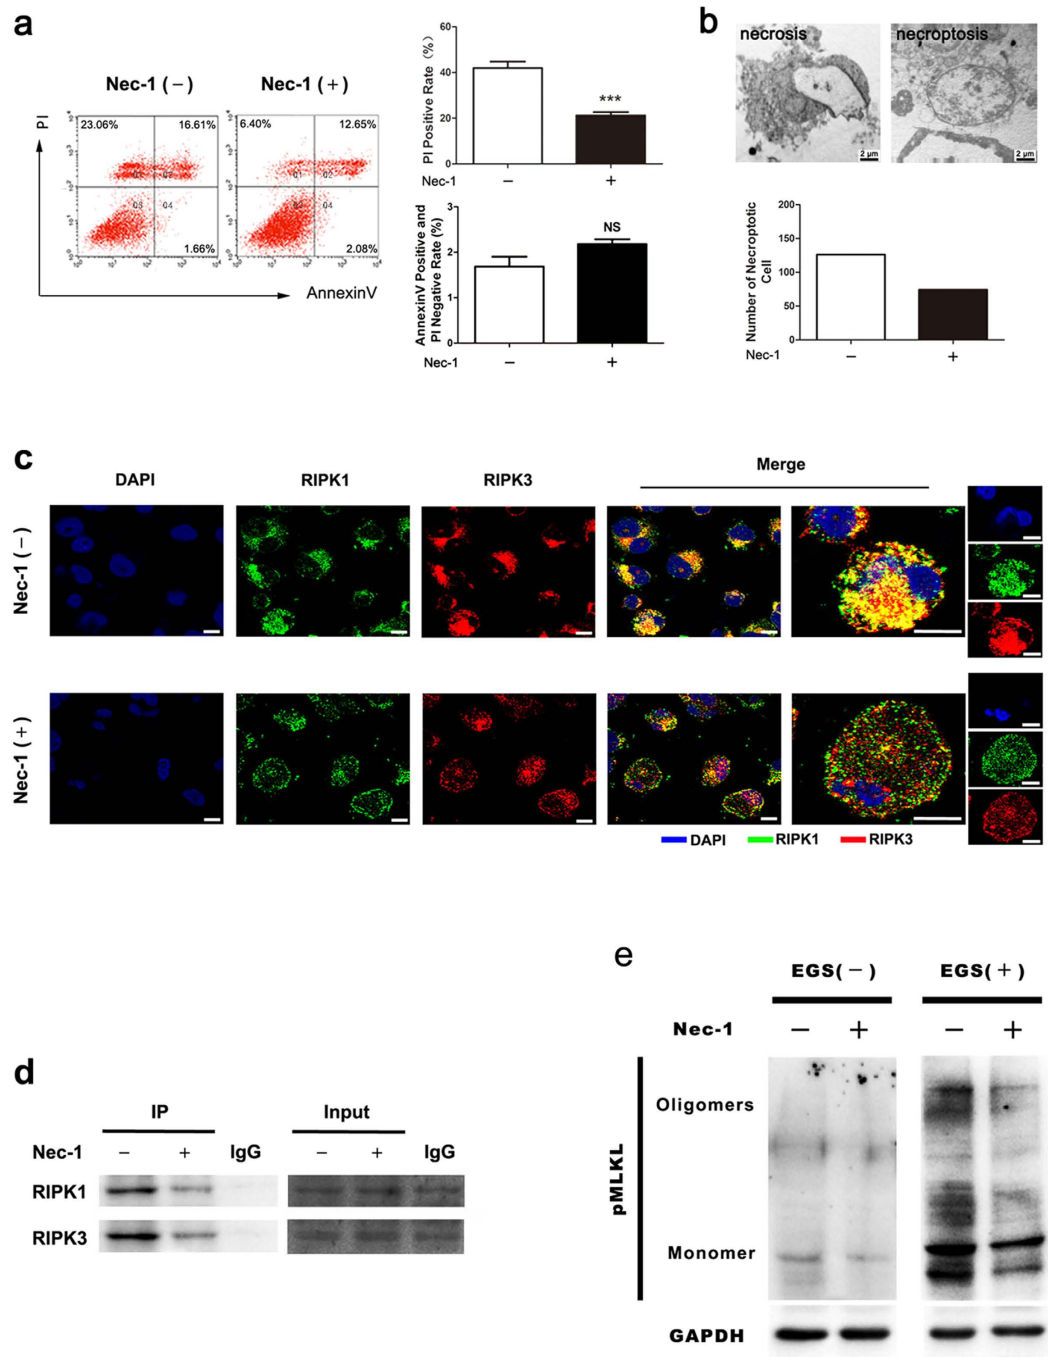 a
Nec-1 (−)
Nec-1 (+)
PI
23.06%
16.61%
1.66%
6.40%
12.65%
2.08%
AnnexinV
PI Positive Rate (%)
60
40
20
0
***
Nec-1
−
+
AnnexinV Positive and
PI Negative Rate (%)
3
2
1
0
NS
Nec-1
−
+
b
necrosis
necroptosis
2 μm
2 μm
Number of Necroptotic
Cell
200
150
100
50
0
Nec-1
−
+
c
DAPI
RIPK1
RIPK3
Merge
Nec-1 (−)
Nec-1 (+)
DAPI
RIPK1
RIPK3
d
IP
Input
Nec-1
−
+
IgG
−
+
IgG
RIPK1
RIPK3
e
EGS(−)
EGS(+)
Nec-1
−
+
−
+
pMLKL
Oligomers
Monomer
GAPDH